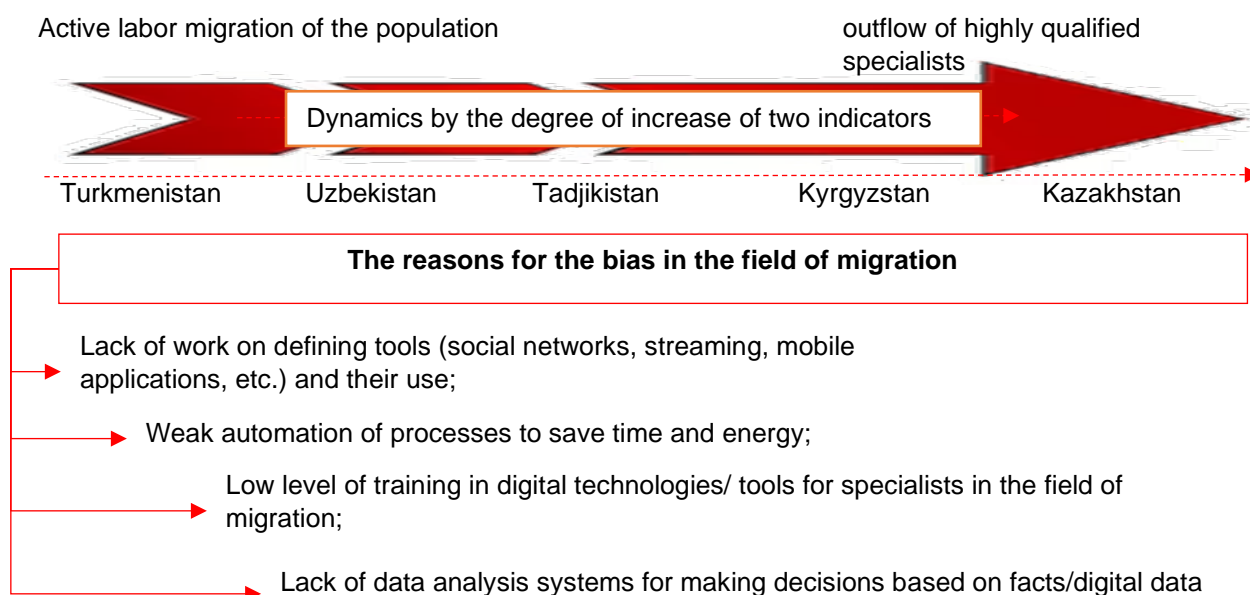 Active labor migration of the population
outflow of highly qualified
specialists
Dynamics by the degree of increase of two indicators
Turkmenistan Uzbekistan Tadjikistan Kyrgyzstan Kazakhstan
The reasons for the bias in the field of migration
Lack of work on defining tools (social networks, streaming, mobile
applications, etc.) and their use;
Weak automation of processes to save time and energy;
Low level of training in digital technologies/ tools for specialists in the field of
migration;
Lack of data analysis systems for making decisions based on facts/digital data